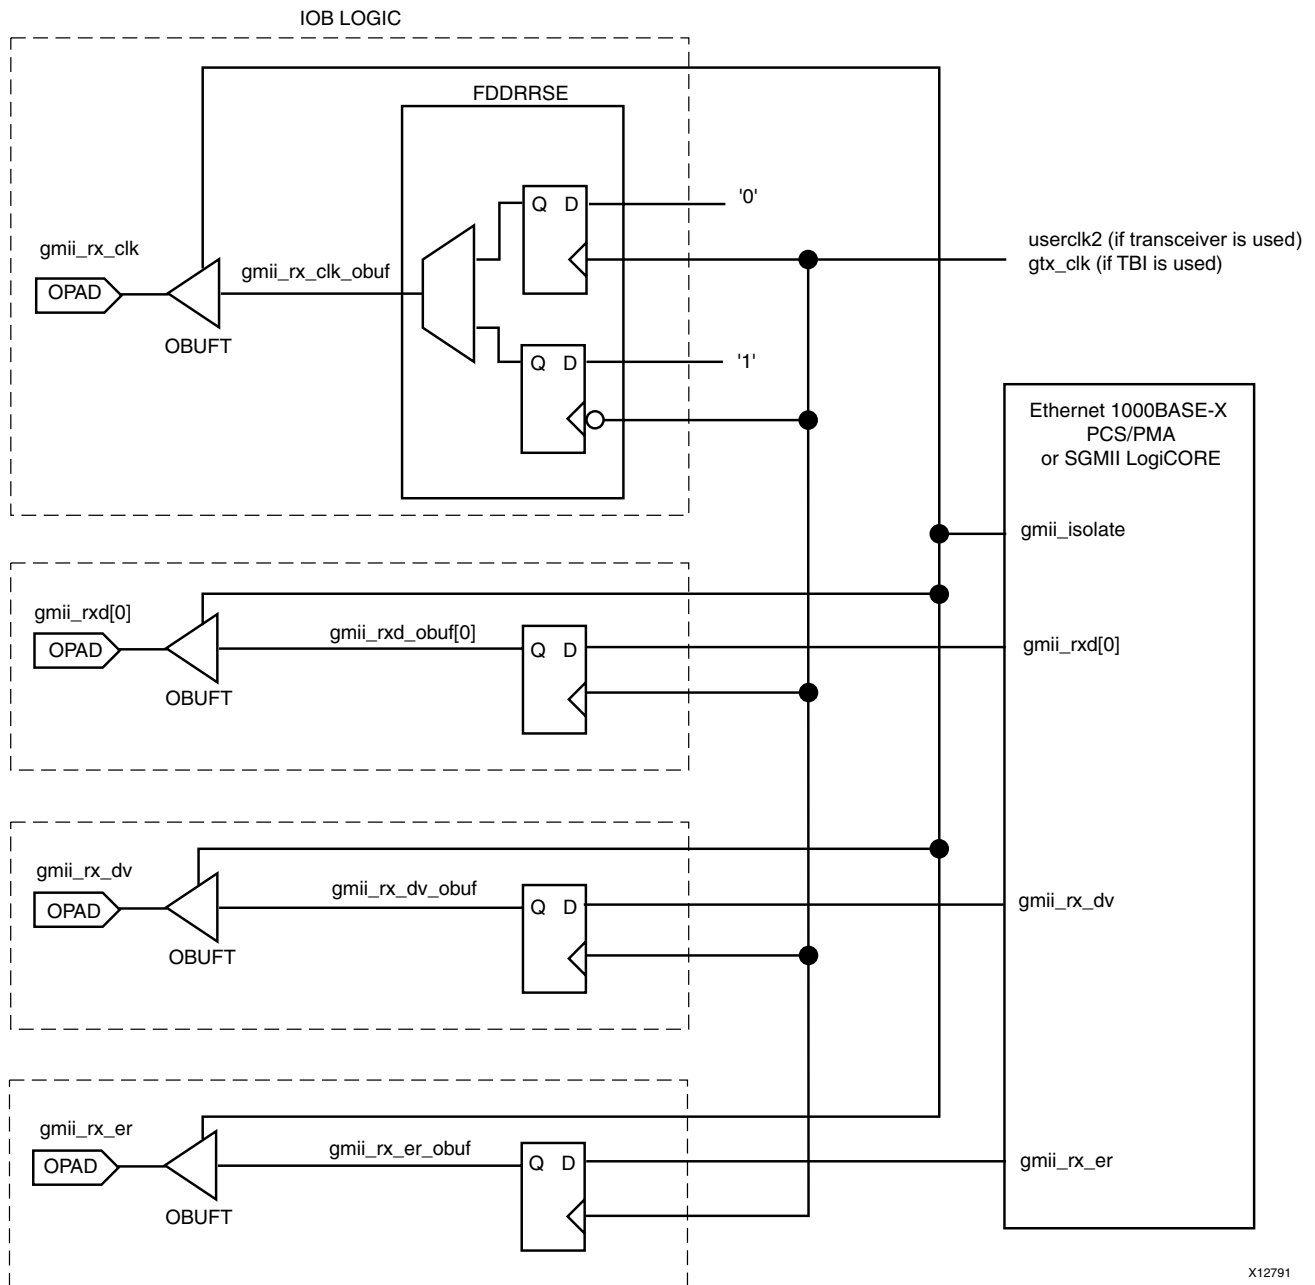 IOB LOGIC
FDDRRSE
Q D
'0'
gmii_rx_clk
OPAD
OBUFT
gmii_rx_clk_obuf
userclk2 (if transceiver is used)
gtx_clk (if TBI is used)
Q D
'1'
Ethernet 1000BASE-X
PCS/PMA
or SGMII LogiCORE
gmii_isolate
gmii_rxd[0]
OPAD
OBUFT
gmii_rxd_obuf[0]
Q D
gmii_rxd[0]
gmii_rx_dv
OPAD
OBUFT
gmii_rx_dv_obuf
Q D
gmii_rx_dv
gmii_rx_er
OPAD
OBUFT
gmii_rx_er_obuf
Q D
gmii_rx_er
X12791